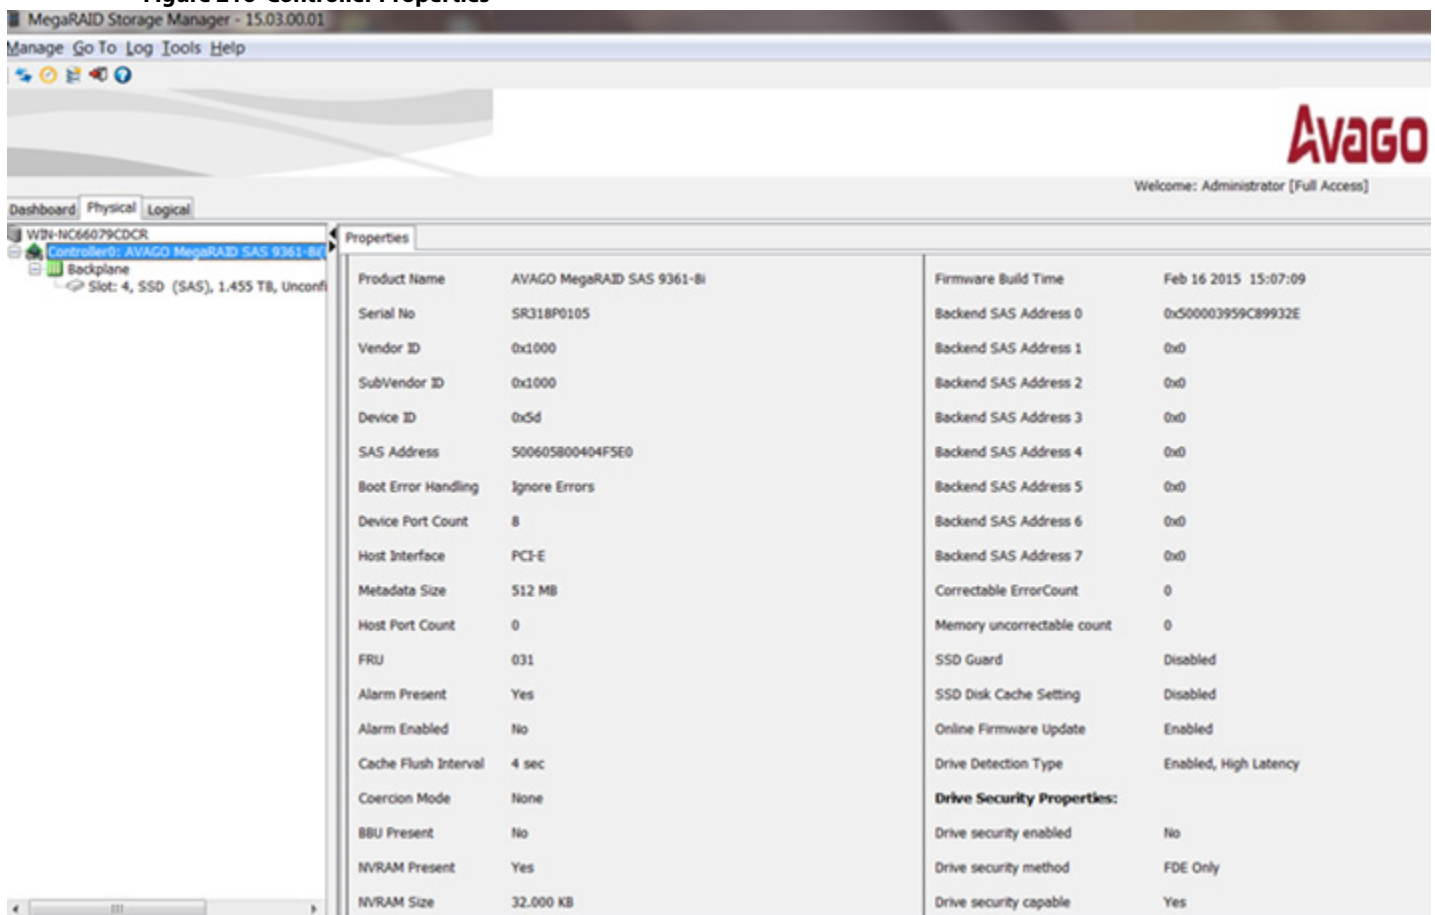 Figure 210 Controller Properties
MegaRAID Storage Manager - 15.03.00.01
Manage Go To Log Tools Help
Avago
Welcome: Administrator [Full Access]
Dashboard Physical Logical
WIN-NC66079CDCR
Controller0: AVAGO MegaRAID SAS 9361-8i(
Backplane
Slot: 4, SSD (SAS), 1.455 TB, Unconfi
Properties
Product Name AVAGO MegaRAID SAS 9361-8i
Serial No SR318P0105
Vendor ID 0x1000
SubVendor ID 0x1000
Device ID 0x5d
SAS Address 500605B00404F5E0
Boot Error Handling Ignore Errors
Device Port Count 8
Host Interface PCI-E
Metadata Size 512 MB
Host Port Count 0
FRU 031
Alarm Present Yes
Alarm Enabled No
Cache Flush Interval 4 sec
Coercion Mode None
BBU Present No
NVRAM Present Yes
NVRAM Size 32.000 KB
Firmware Build Time Feb 16 2015 15:07:09
Backend SAS Address 0 0x500003959C89932E
Backend SAS Address 1 0x0
Backend SAS Address 2 0x0
Backend SAS Address 3 0x0
Backend SAS Address 4 0x0
Backend SAS Address 5 0x0
Backend SAS Address 6 0x0
Backend SAS Address 7 0x0
Correctable ErrorCount 0
Memory uncorrectable count 0
SSD Guard Disabled
SSD Disk Cache Setting Disabled
Online Firmware Update Enabled
Drive Detection Type Enabled, High Latency
Drive Security Properties:
Drive security enabled No
Drive security method FDE Only
Drive security capable Yes